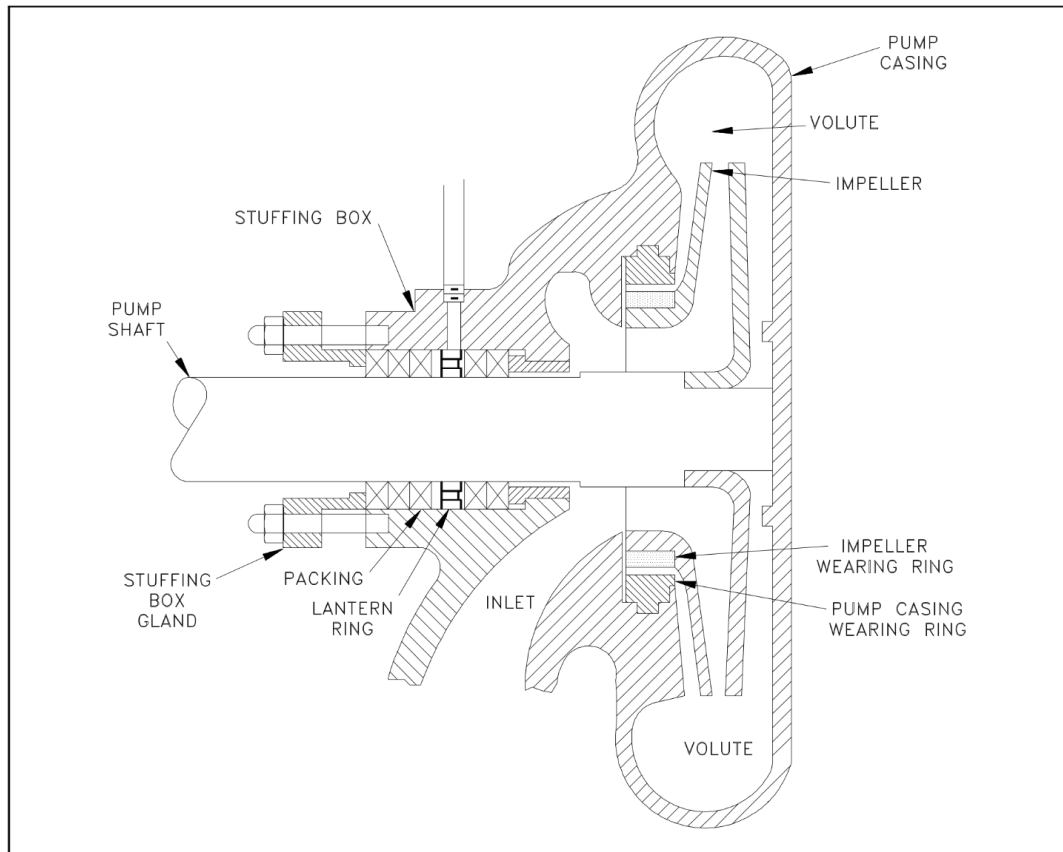 PUMP
CASING
VOLUTE
IMPELLER
STUFFING BOX
PUMP
SHAFT
STUFFING
BOX
GLAND
PACKING
LANTERN
RING
INLET
IMPELLER
WEARING RING
PUMP CASING
WEARING RING
VOLUTE